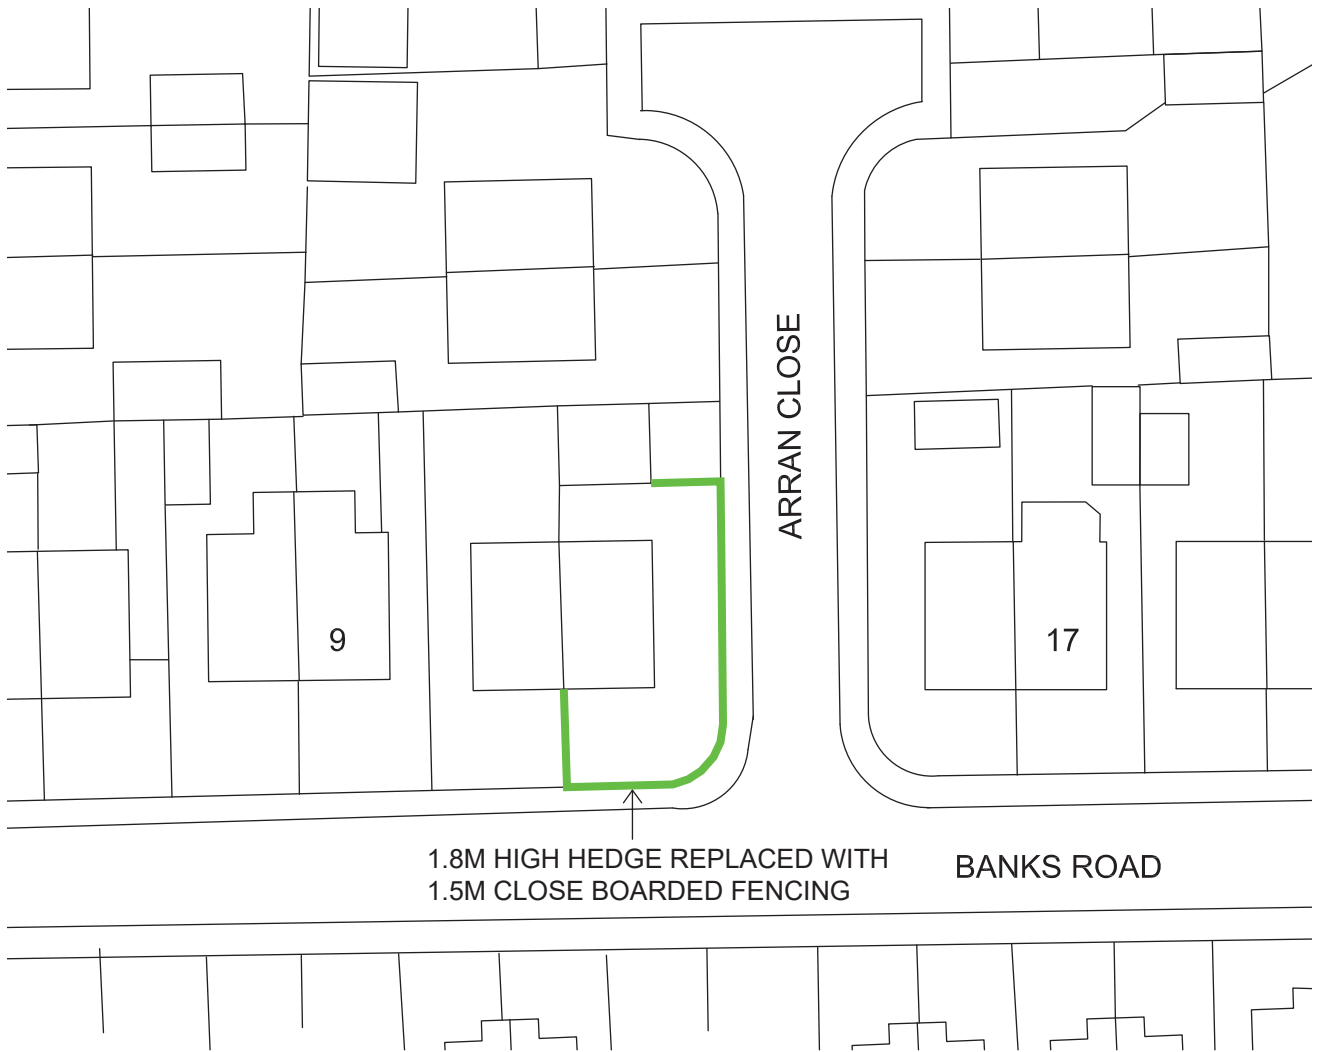 ARRAN CLOSE
9
17
1.8M HIGH HEDGE REPLACED WITH
1.5M CLOSE BOARDED FENCING
BANKS ROAD